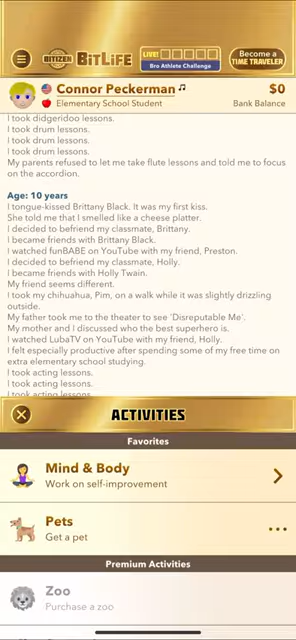 BITIZEN
BITLIFE
LIVE!
Bro Athlete Challenge
Become a
TIME TRAVELER
Connor Peckerman
$0
Elementary School Student
Bank Balance
I took didgeridoo lessons.
I took drum lessons.
I took drum lessons.
I took drum lessons.
My parents refused to let me take flute lessons and told me to focus
on the accordion.
Age: 10 years
I tongue-kissed Brittany Black. It was my first kiss.
She told me that I smelled like a cheese platter.
I decided to befriend my classmate, Brittany.
I became friends with Brittany Black.
I watched funBABE on YouTube with my friend, Preston.
I decided to befriend my classmate, Holly.
I became friends with Holly Twain.
My friend seems different.
I took my chihuahua, Pim, on a walk while it was slightly drizzling
outside.
My father took me to the theater to see 'Disreputable Me'.
My mother and I discussed who the best superhero is.
I watched LubaTV on YouTube with my friend, Holly.
I felt especially productive after spending some of my free time on
extra elementary school studying.
I took acting lessons.
I took acting lessons.
I took acting lessons.
ACTIVITIES
Favorites
Mind & Body
Work on self-improvement
Pets
Get a pet
Premium Activities
Zoo
Purchase a zoo